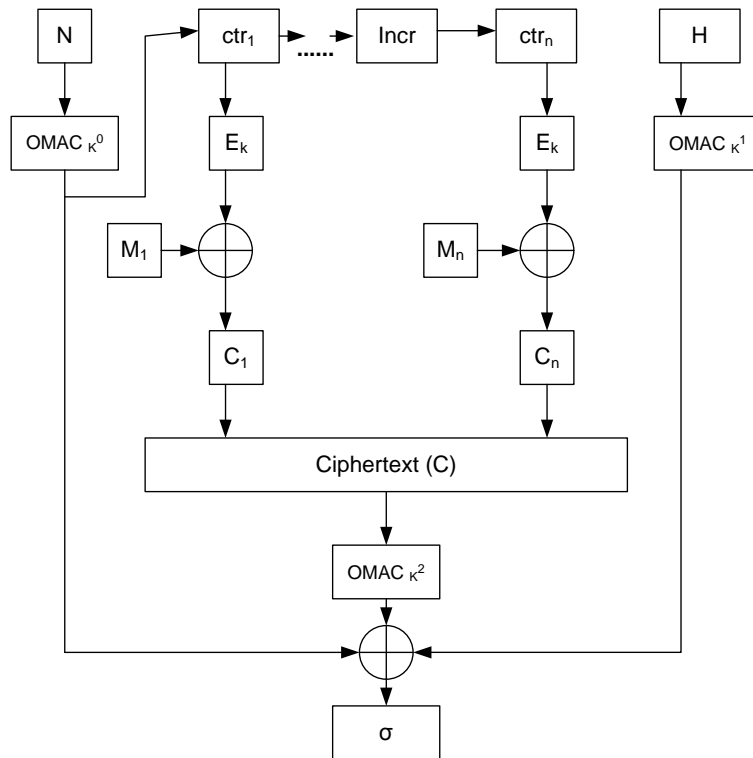 N
ctr₁
......
Incr
ctrₙ
H
OMAC K⁰
Eₖ
Eₖ
OMAC K¹
M₁
Mₙ
C₁
Cₙ
Ciphertext (C)
OMAC K²
σ